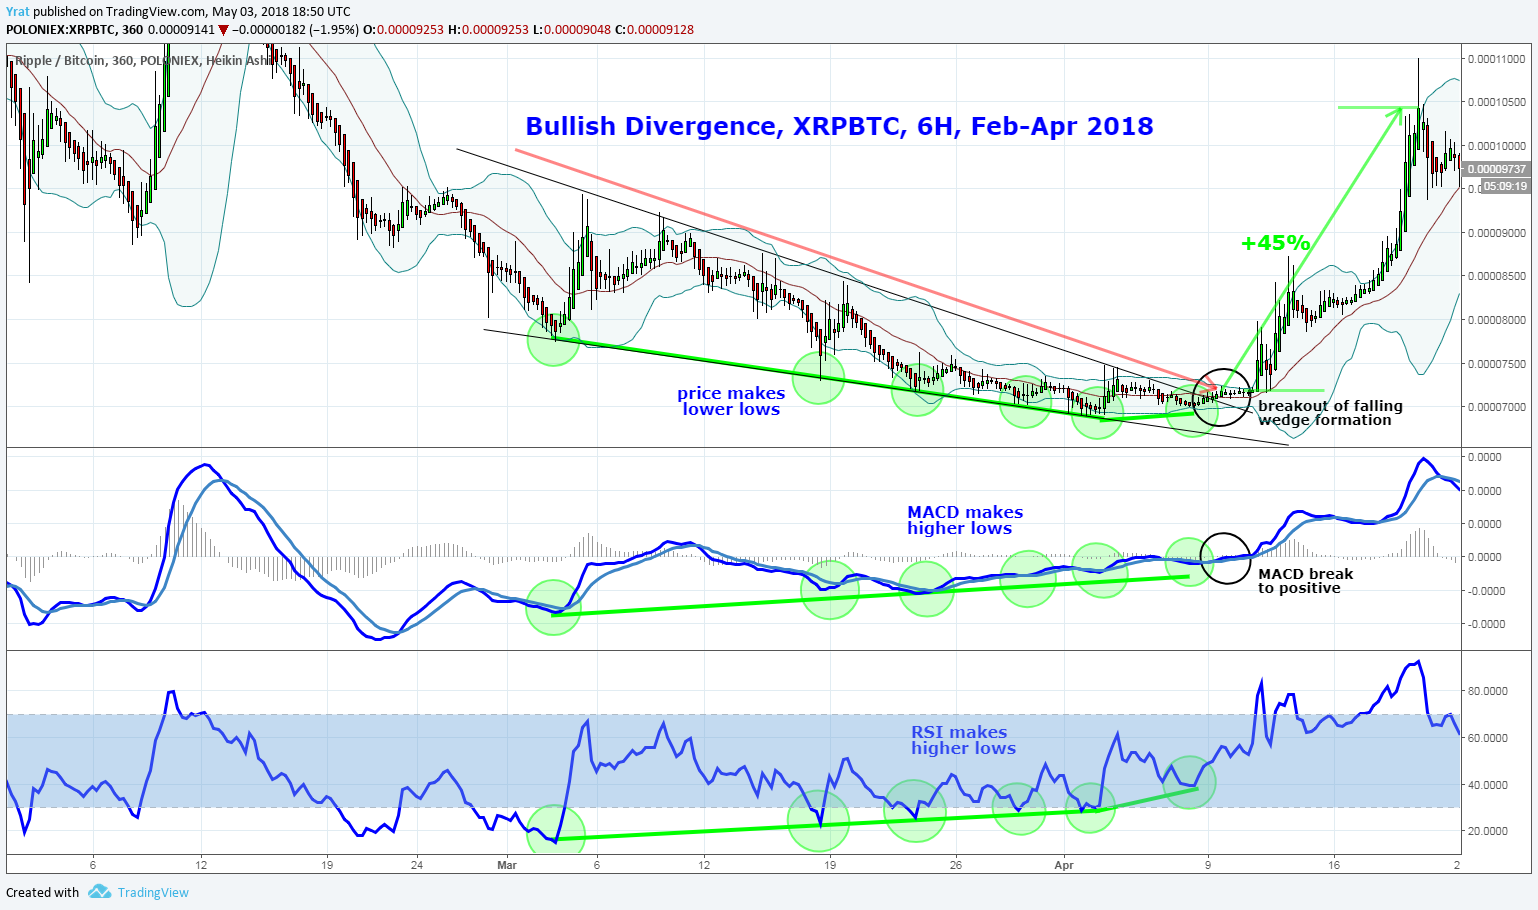 Yrat published on TradingView.com, May 03, 2018 18:50 UTC
POLONIEX:XRPBTC, 360 0.00009141 ▼ −0.00000182 (−1.95%) O:0.00009253 H:0.00009253 L:0.00009048 C:0.00009128
Ripple / Bitcoin, 360, POLONIEX, Heikin Ashi
Bullish Divergence, XRPBTC, 6H, Feb-Apr 2018
+45%
price makes
lower lows
breakout of falling
wedge formation
0.00011000
0.00010500
0.00010000
0.00009737
05:09:19
0.00009000
0.00008500
0.00008000
0.00007500
0.00007000
MACD makes
higher lows
MACD break
to positive
0.0000
0.0000
0.0000
0.0000
-0.0000
-0.0000
RSI makes
higher lows
80.0000
60.0000
40.0000
20.0000
6 12 19 24 Mar 6 12 19 26 Apr 9 16 2
Created with TradingView